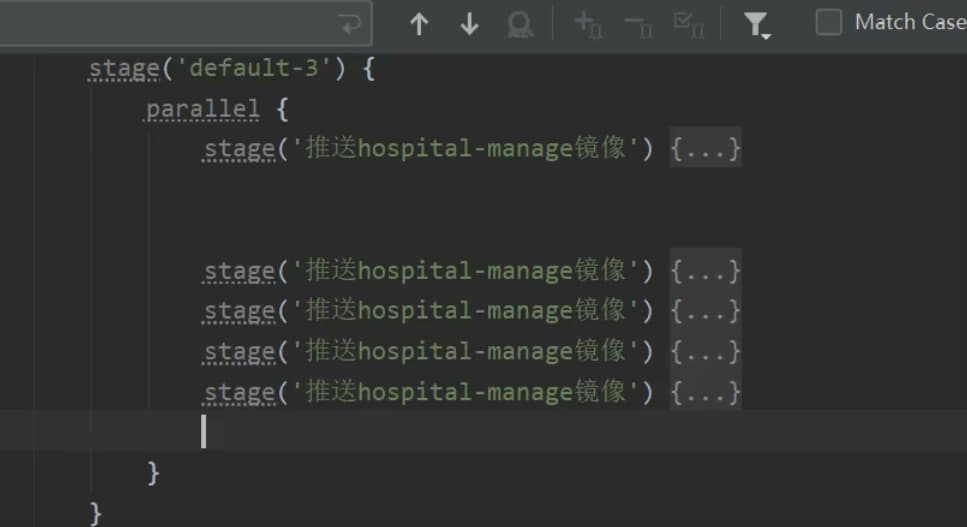 Match Case
stage('default-3') {
parallel {
stage('推送hospital-manage镜像') {...}
stage('推送hospital-manage镜像') {...}
stage('推送hospital-manage镜像') {...}
stage('推送hospital-manage镜像') {...}
stage('推送hospital-manage镜像') {...}
}
}